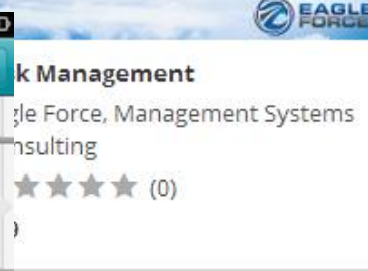 EAGLE
FORCE
k Management
gle Force, Management Systems
nsulting
(0)